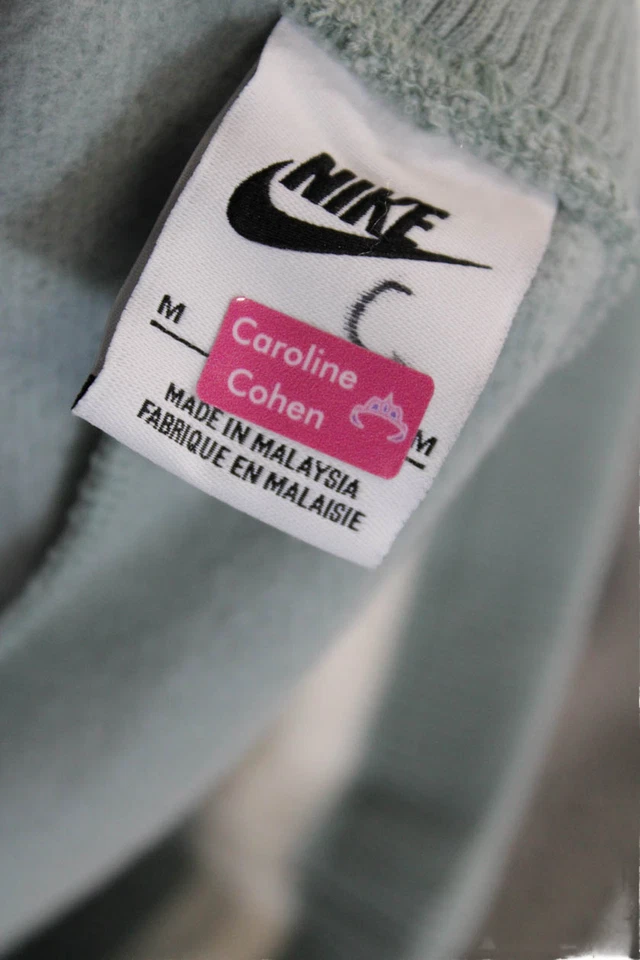 NIKE
C
M
Caroline
Cohen
M
MADE IN MALAYSIA
FABRIQUE EN MALAISIE